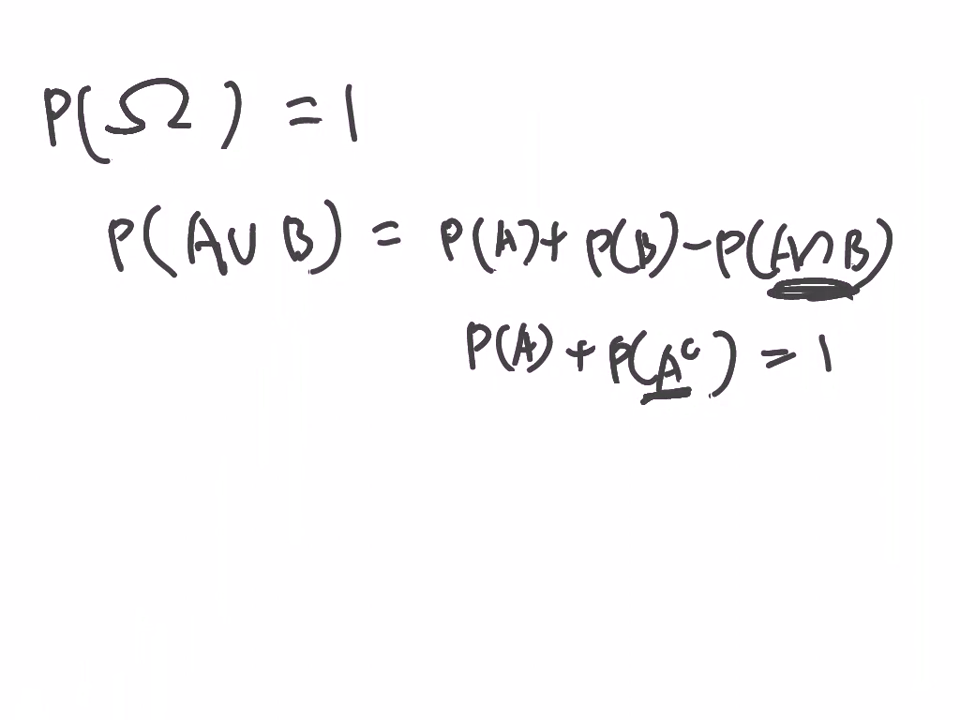 P(Ω) = 1
P(A∪B) = P(A) + P(B) - P(A∩B)
P(A) + P(Aᶜ) = 1